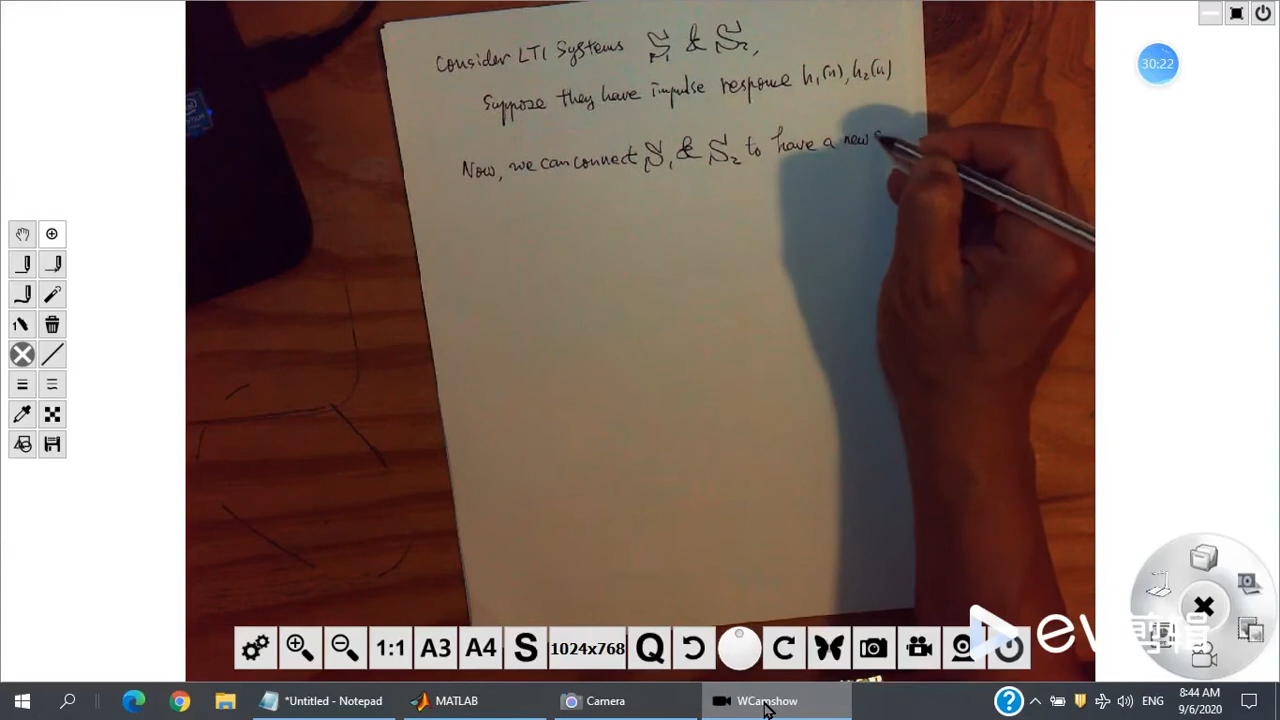 Consider LTI Systems S₁ & S₂,
30:22
Suppose they have impulse response h₁(n), h₂(n)
Now, we can connect S₁ & S₂ to have a new s
1:1 A3 A4 S 1024x768 Q
*Untitled - Notepad MATLAB Camera WCamshow ENG
8:44 AM
9/6/2020